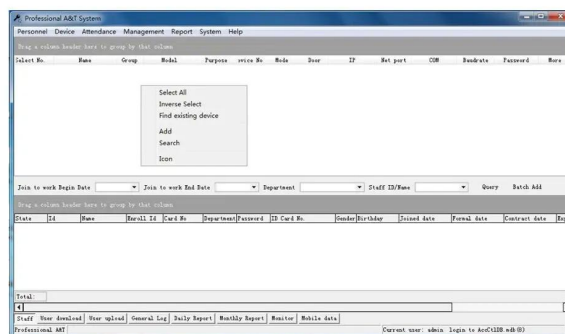 Professional A&T System
Personnel Device Attendance Management Report System Help
Drag a column header here to group by that column
Select No. Name Group Model Purpose evice No Mode Door IP Net port COM Baudrate Password More
Select All
Inverse Select
Find existing device
Add
Search
Icon
Join to work Begin Date Join to work End Date Department Staff ID/Name Query Batch Add
Drag a column header here to group by that column
State Id Name Enroll Id Card No Department Password ID Card No. Gender Birthday Joined date Formal date Contract date
Total:
Staff User download User upload General Log Daily Report Monthly Report Monitor Mobile data
Professional A&T Current user: admin login to AccCtlDB.mdb(0)